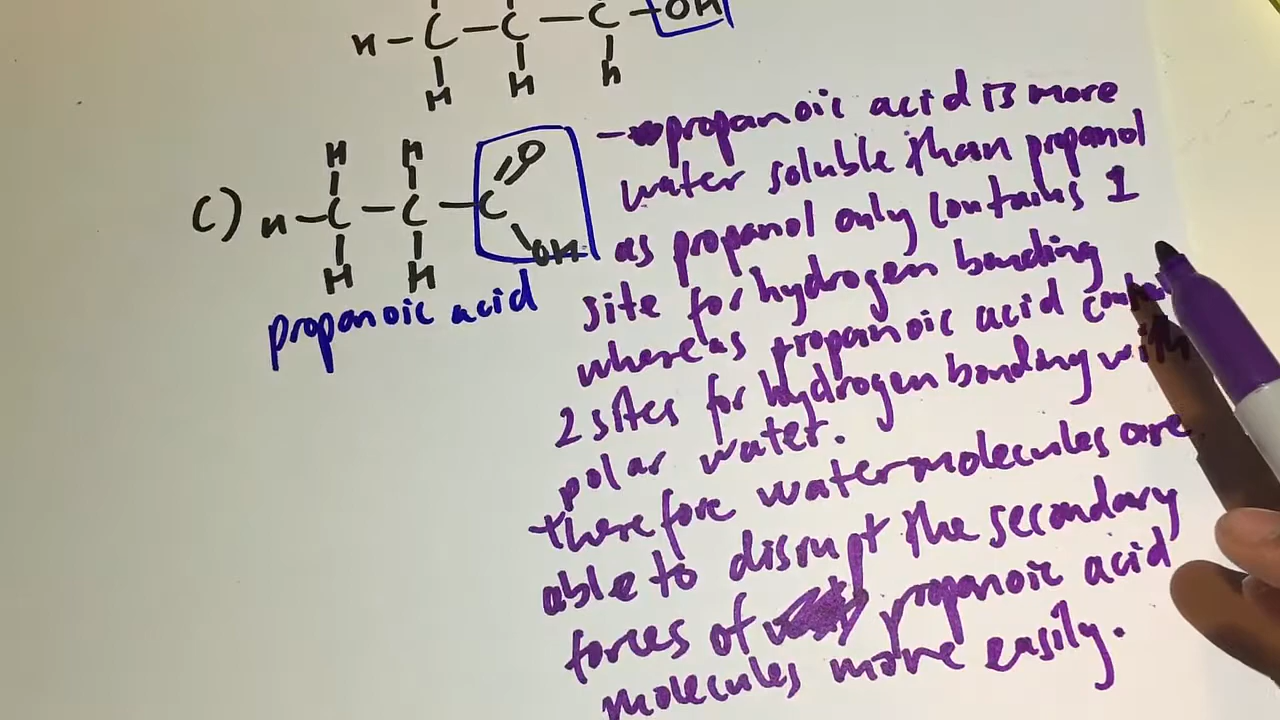 H – C – C – C – OH
H H H
H H O
C) H – C – C – C
H H OH
propanoic acid
– propanoic acid is more
water soluble than propanol
as propanol only contains 1
site for hydrogen bonding
whereas propanoic acid
2 sites for hydrogen bonding with
polar water.
therefore water molecules are
able to disrupt the secondary
forces of propanoic acid
molecules more easily.